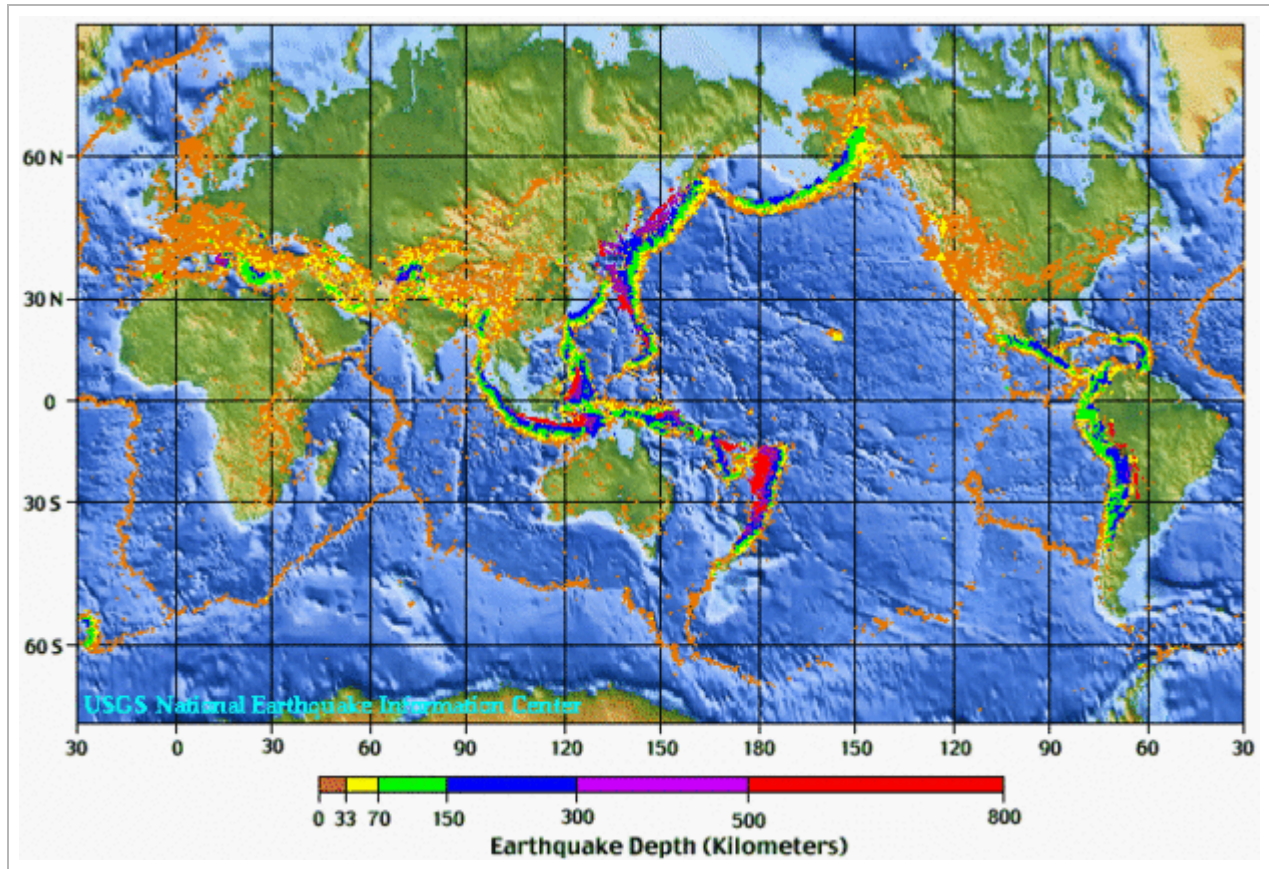 60 N
30 N
0
30 S
60 S
USGS National Earthquake Information Center
30 0 30 60 90 120 150 180 150 120 90 60 30
0 33 70 150 300 500 800
Earthquake Depth (Kilometers)